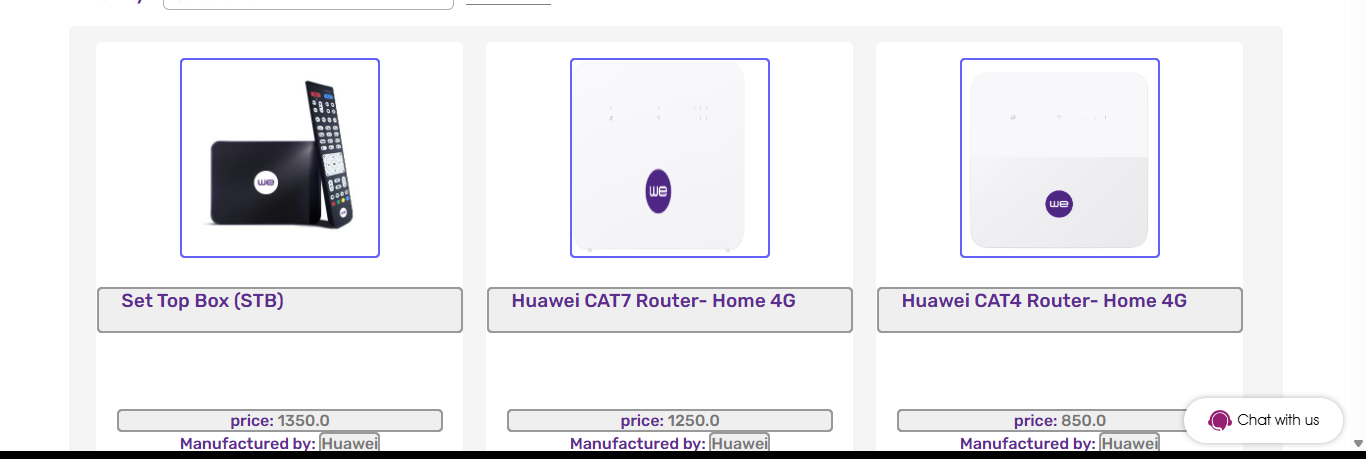 we
we
we
Set Top Box (STB)
Huawei CAT7 Router- Home 4G
Huawei CAT4 Router- Home 4G
price: 1350.0
price: 1250.0
price: 850.0
Chat with us
Manufactured by: Huawei
Manufactured by: Huawei
Manufactured by: Huawei